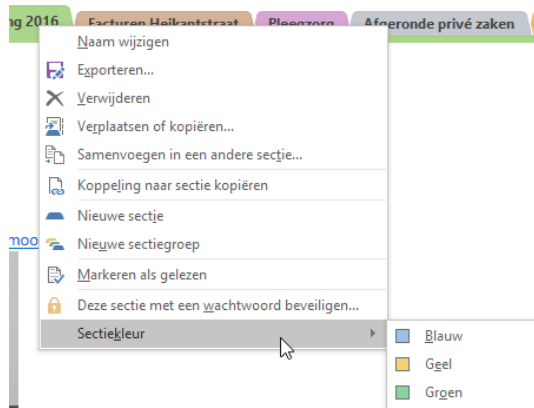 ng 2016 Facturen Heikantstraat Pleegzorg Afgeronde privé zaken
Naam wijzigen
Exporteren...
Verwijderen
Verplaatsen of kopiëren...
Samenvoegen in een andere sectie...
Koppeling naar sectie kopiëren
Nieuwe sectie
Nieuwe sectiegroep
moo
Markeren als gelezen
Deze sectie met een wachtwoord beveiligen...
Sectiekleur
Blauw
Geel
Groen